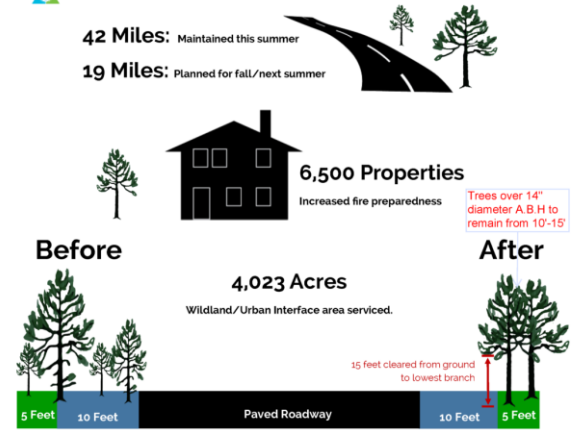 42 Miles: Maintained this summer
19 Miles: Planned for fall/next summer
6,500 Properties
Increased fire preparedness
Trees over 14"
diameter A.B.H to
remain from 10'-15'
Before
After
4,023 Acres
Wildland/Urban Interface area serviced.
15 feet cleared from ground
to lowest branch
5 Feet
10 Feet
Paved Roadway
10 Feet
5 Feet